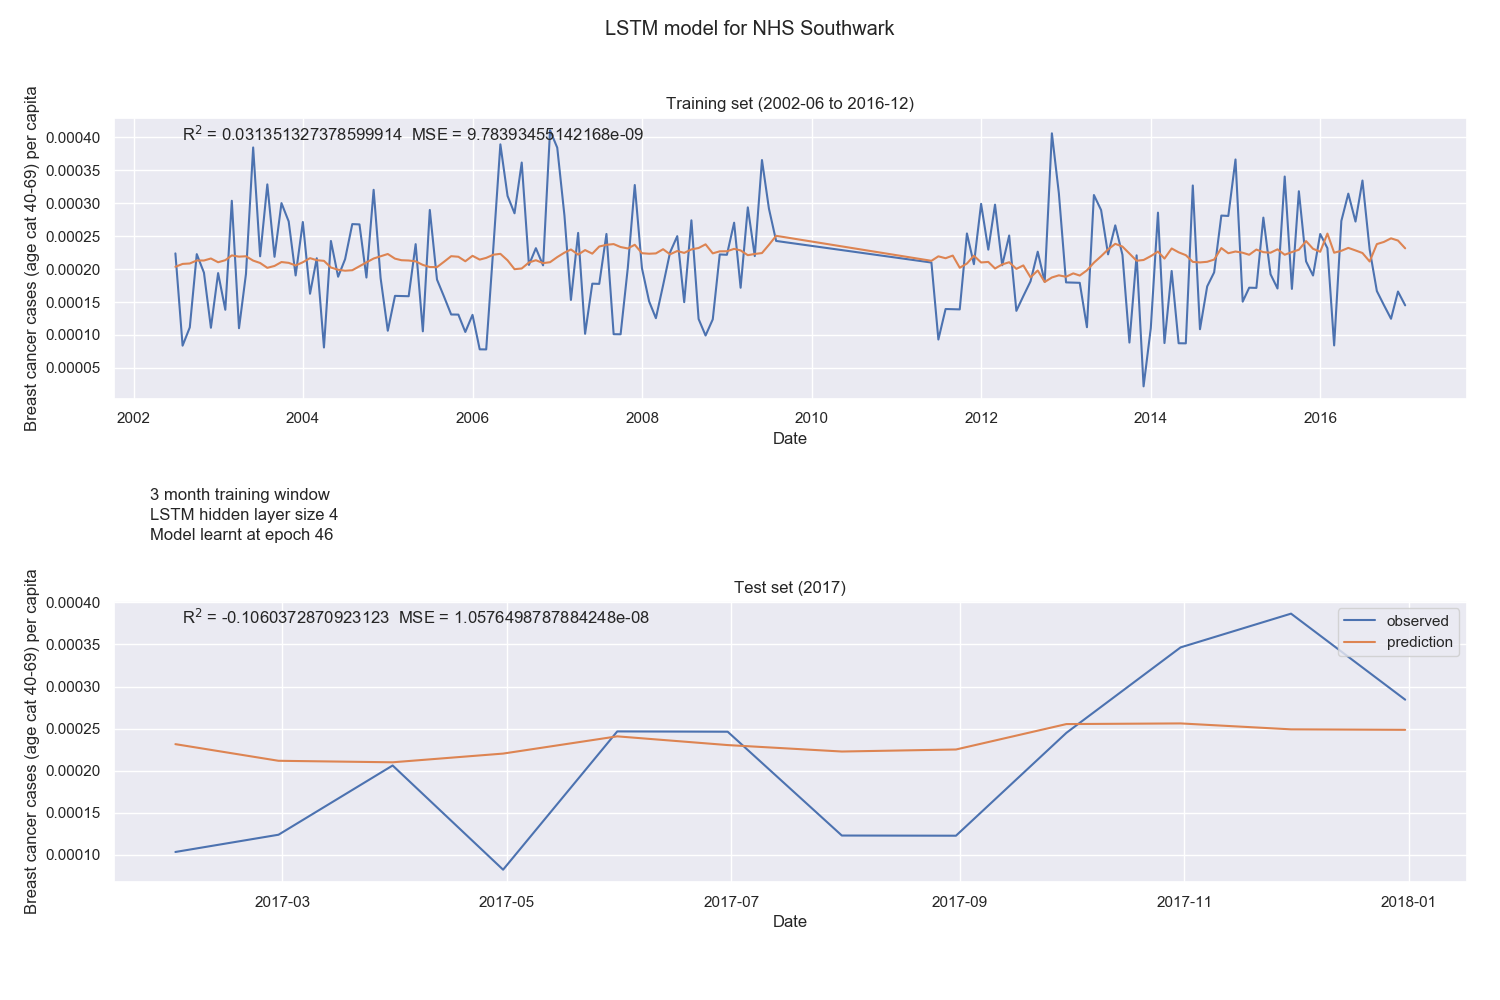 LSTM model for NHS Southwark
Training set (2002-06 to 2016-12)
R² = 0.031351327378599914 MSE = 9.78393455142168e-09
Breast cancer cases (age cat 40-69) per capita
0.00040
0.00035
0.00030
0.00025
0.00020
0.00015
0.00010
0.00005
2002 2004 2006 2008 2010 2012 2014 2016
Date
3 month training window
LSTM hidden layer size 4
Model learnt at epoch 46
Test set (2017)
R² = -0.1060372870923123 MSE = 1.0576498787884248e-08
observed
prediction
Breast cancer cases (age cat 40-69) per capita
0.00040
0.00035
0.00030
0.00025
0.00020
0.00015
0.00010
2017-03 2017-05 2017-07 2017-09 2017-11 2018-01
Date